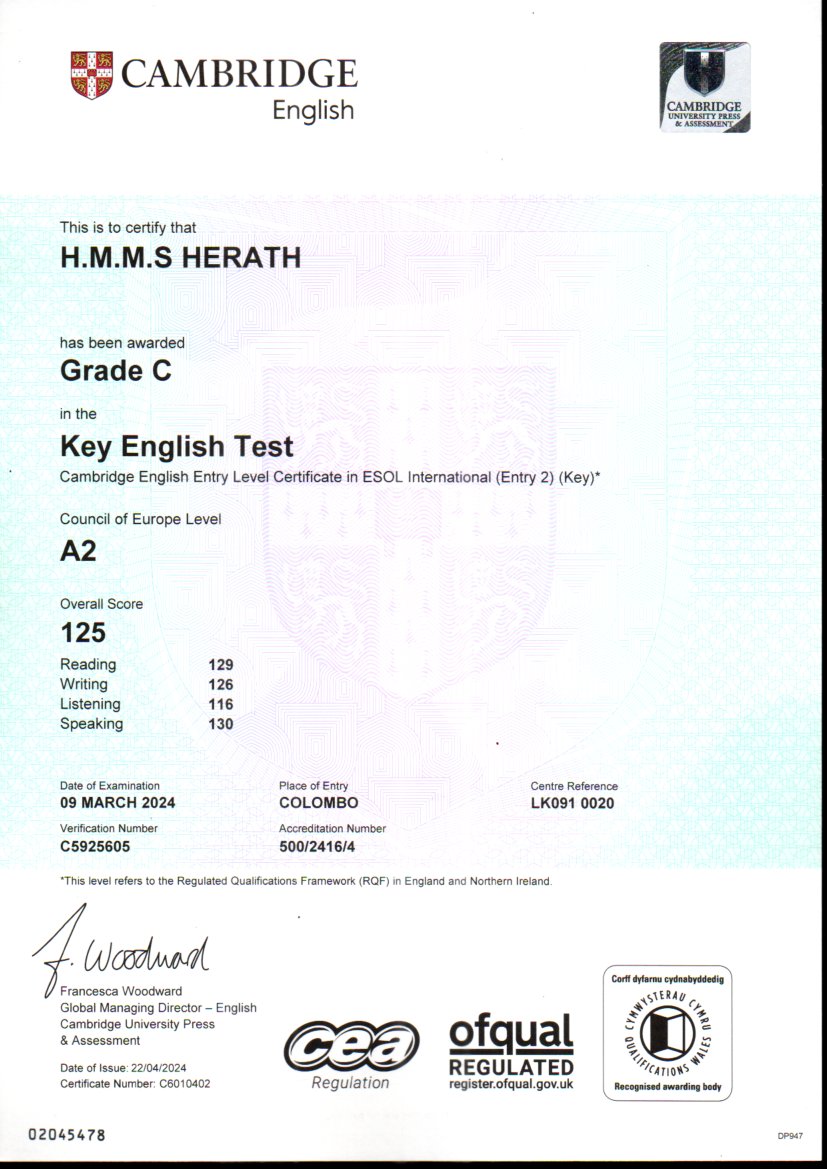 CAMBRIDGE
English
CAMBRIDGE
UNIVERSITY PRESS
& ASSESSMENT
This is to certify that
H.M.M.S HERATH
has been awarded
Grade C
in the
Key English Test
Cambridge English Entry Level Certificate in ESOL International (Entry 2) (Key)*
Council of Europe Level
A2
Overall Score
125
Reading 129
Writing 126
Listening 116
Speaking 130
Date of Examination Place of Entry Centre Reference
09 MARCH 2024 COLOMBO LK091 0020
Verification Number Accreditation Number
C5925605 500/2416/4
*This level refers to the Regulated Qualifications Framework (RQF) in England and Northern Ireland.
F. Woodward
Francesca Woodward
Global Managing Director – English
Cambridge University Press
& Assessment
Date of Issue: 22/04/2024
Certificate Number: C6010402
cea
Regulation
ofqual
REGULATED
register.ofqual.gov.uk
Corff dyfarnu cydnabyddedig
CYMWYSTERAU CYMRU
QUALIFICATIONS WALES
Recognised awarding body
02045478
DP947